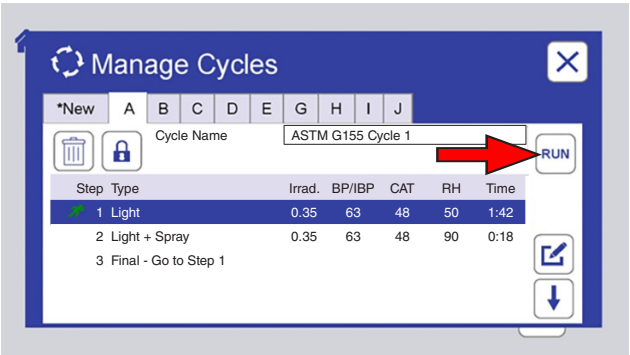 Manage Cycles
*New A B C D E G H I J
Cycle Name ASTM G155 Cycle 1
RUN
Step Type Irrad. BP/IBP CAT RH Time
1 Light 0.35 63 48 50 1:42
2 Light + Spray 0.35 63 48 90 0:18
3 Final - Go to Step 1